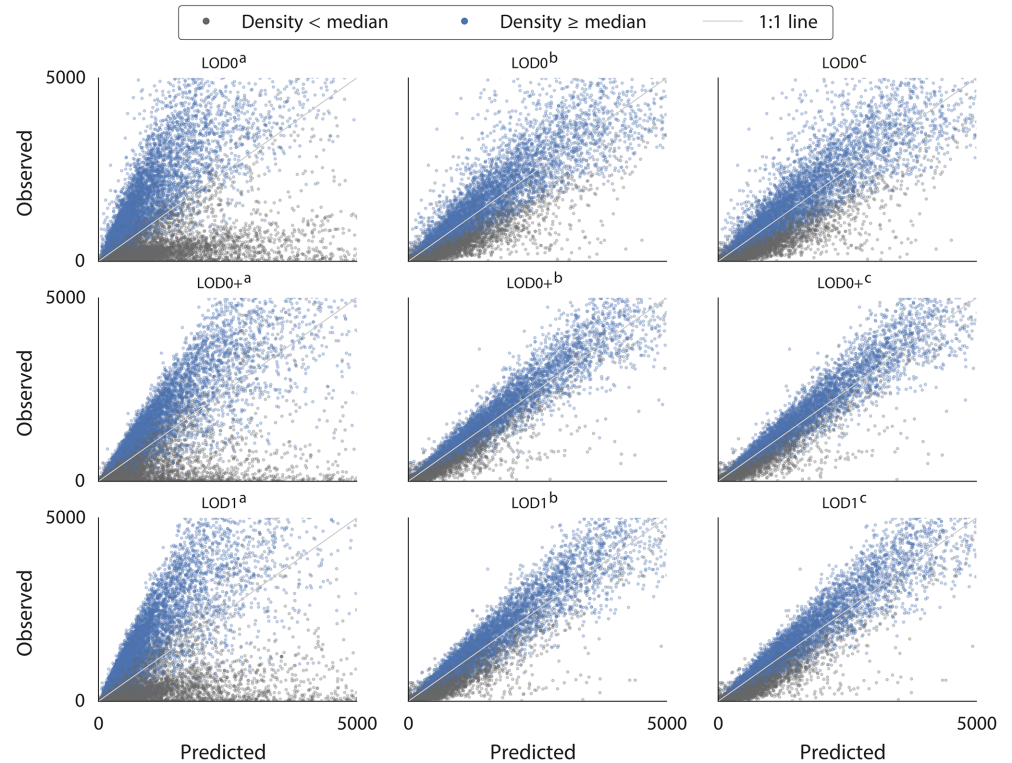 Density < median Density ≥ median 1:1 line
LOD0a LOD0b LOD0c
5000
Observed
0
LOD0+a LOD0+b LOD0+c
5000
Observed
0
LOD1a LOD1b LOD1c
5000
Observed
0
0 5000 0 5000 0 5000
Predicted Predicted Predicted